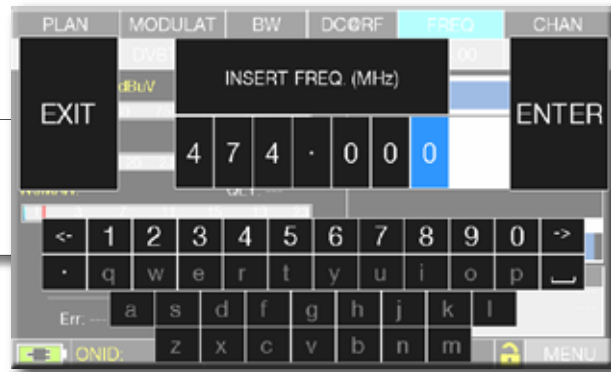 PLAN MODULAT BW DC@RF FREQ CHAN
DVB
.00
dBuV
INSERT FREQ. (MHz)
EXIT
ENTER
4 7 4 . 0 0 0
<- 1 2 3 4 5 6 7 8 9 0 ->
. q w e r t y u i o p
a s d f g h j k l
Err: ---
z x c v b n m
ONID:
MENU